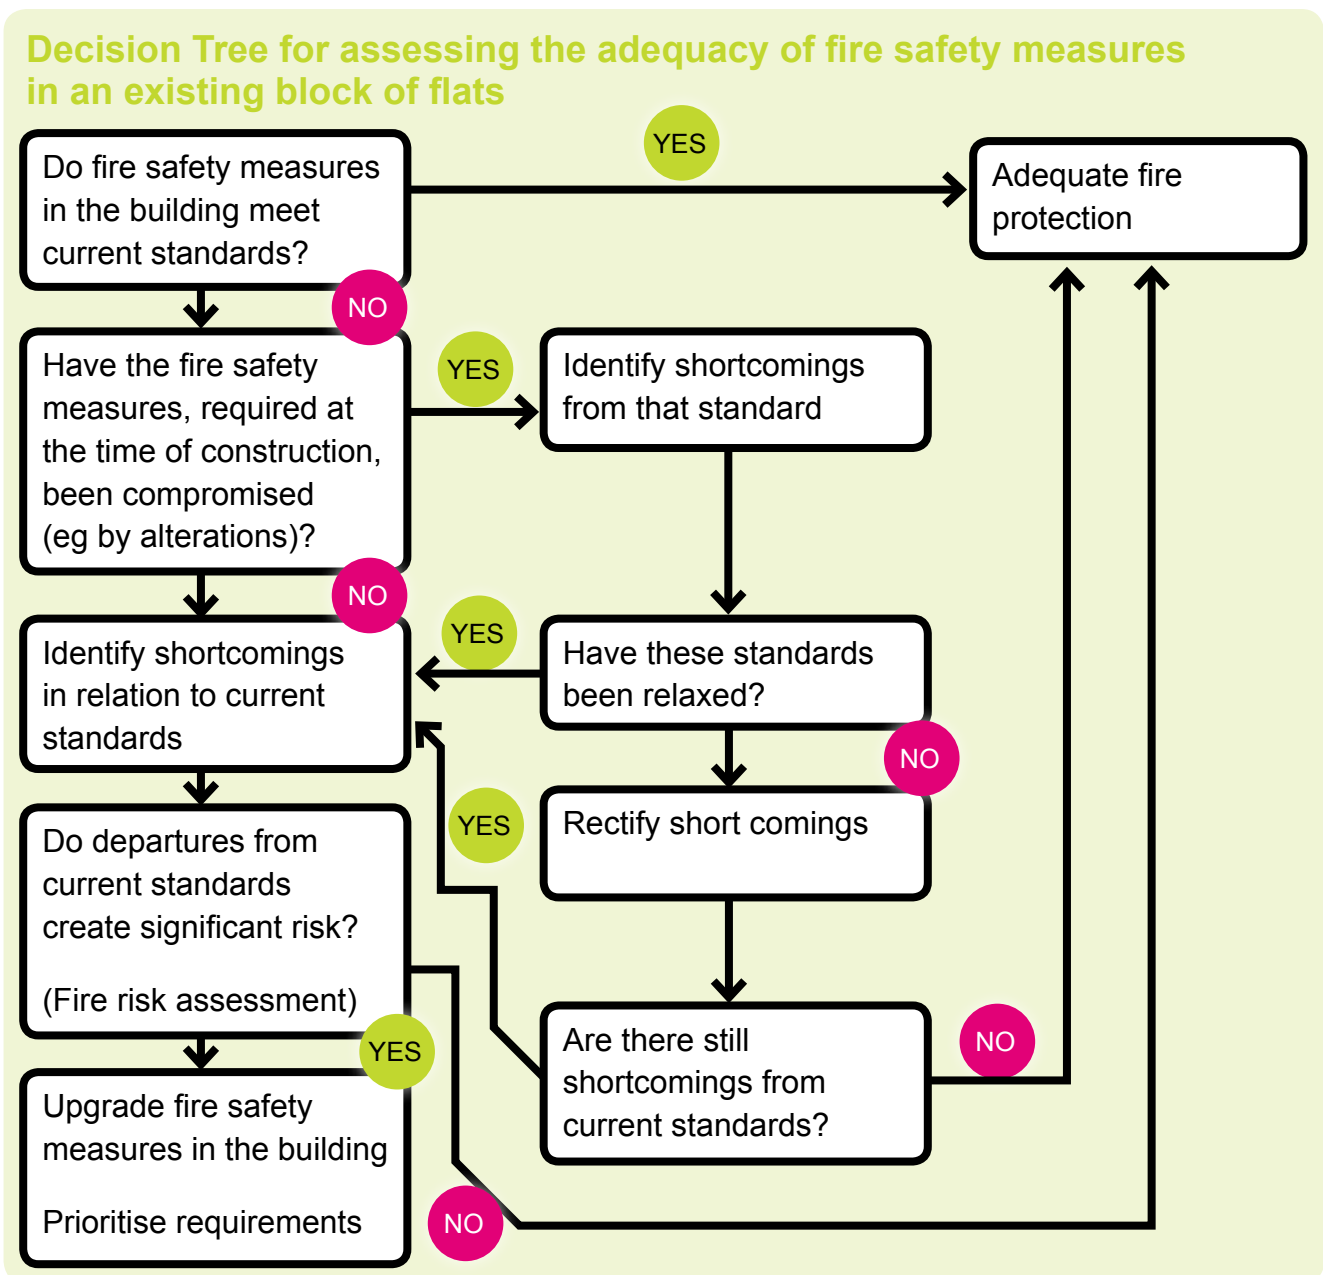 Decision Tree for assessing the adequacy of fire safety measures
in an existing block of flats
Do fire safety measures
in the building meet
current standards?
YES
Adequate fire
protection
NO
Have the fire safety
measures, required at
the time of construction,
been compromised
(eg by alterations)?
YES
Identify shortcomings
from that standard
NO
Identify shortcomings
in relation to current
standards
YES
Have these standards
been relaxed?
NO
Rectify short comings
YES
Do departures from
current standards
create significant risk?
(Fire risk assessment)
YES
Are there still
shortcomings from
current standards?
NO
Upgrade fire safety
measures in the building
Prioritise requirements
NO